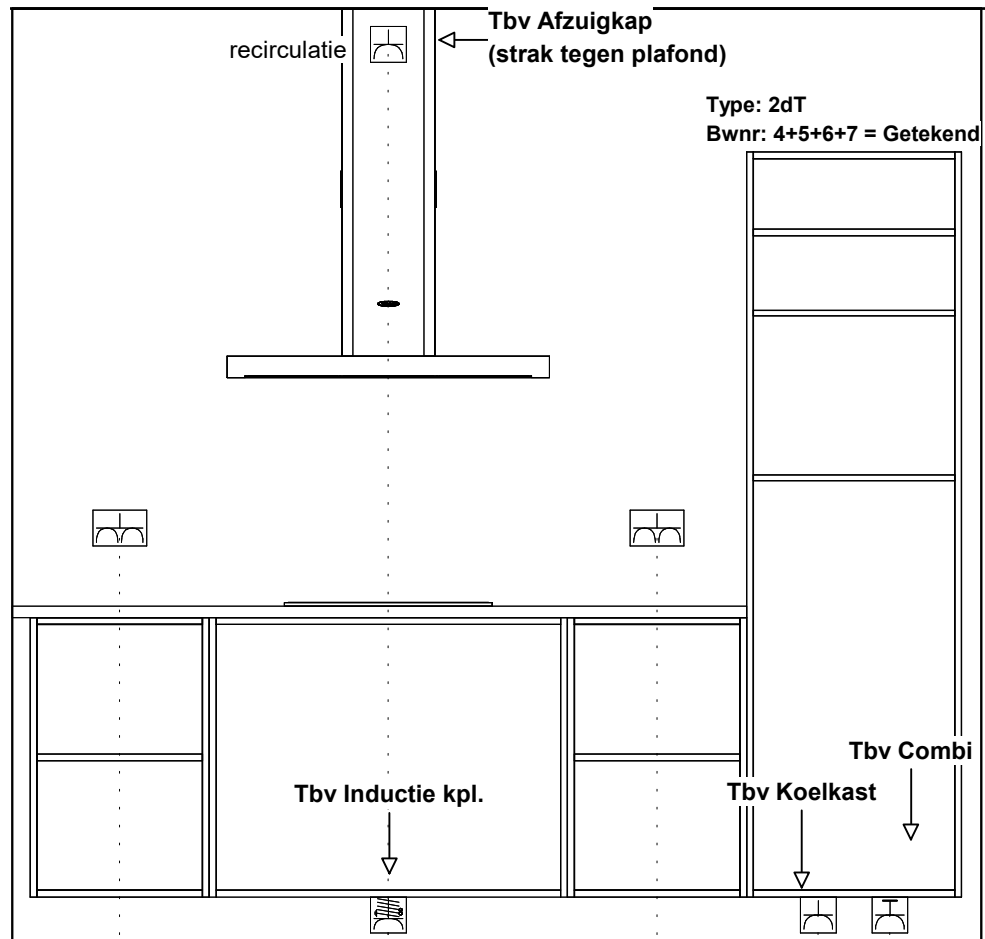 Tbv Afzuigkap
recirculatie
(strak tegen plafond)
Type: 2dT
Bwnr: 4+5+6+7 = Getekend
Tbv Combi
Tbv Koelkast
Tbv Inductie kpl.